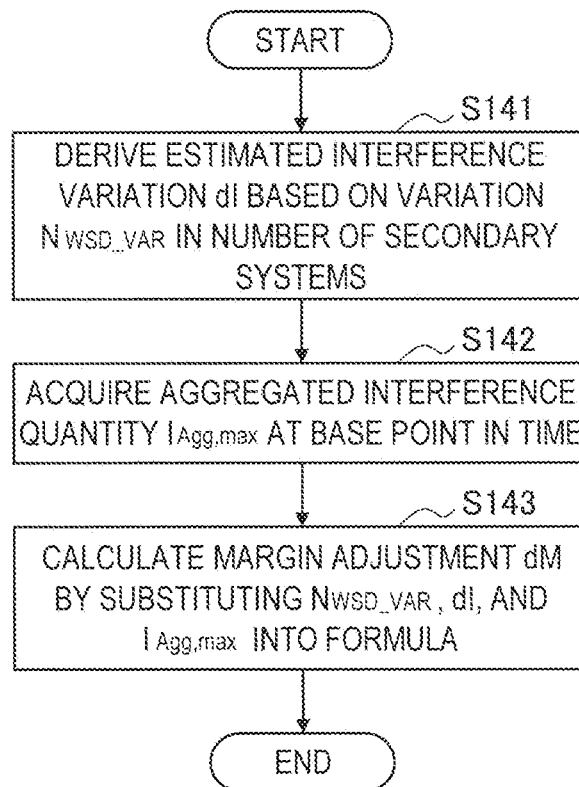 START
S141
DERIVE ESTIMATED INTERFERENCE
VARIATION dI BASED ON VARIATION
NWSD_VAR IN NUMBER OF SECONDARY
SYSTEMS
S142
ACQUIRE AGGREGATED INTERFERENCE
QUANTITY IAgg,max AT BASE POINT IN TIME
S143
CALCULATE MARGIN ADJUSTMENT dM
BY SUBSTITUTING NWSD_VAR, dI, AND
IAgg,max INTO FORMULA
END